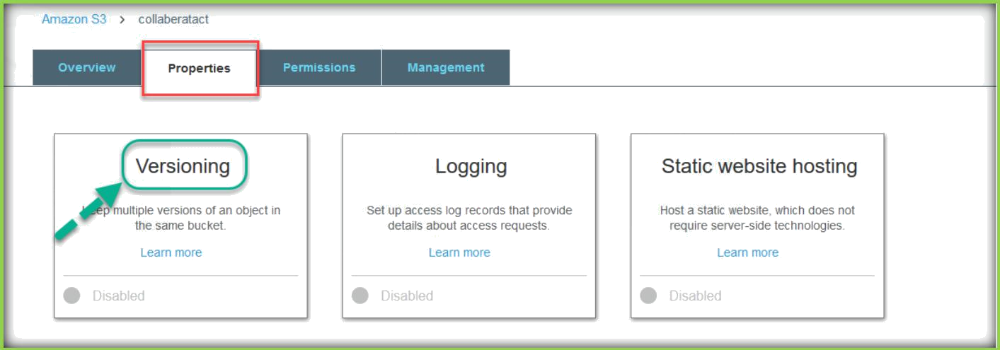 Amazon S3 > collaberatact
Overview
Properties
Permissions
Management
Versioning
Keep multiple versions of an object in
the same bucket.
Learn more
Disabled
Logging
Set up access log records that provide
details about access requests.
Learn more
Disabled
Static website hosting
Host a static website, which does not
require server-side technologies.
Learn more
Disabled